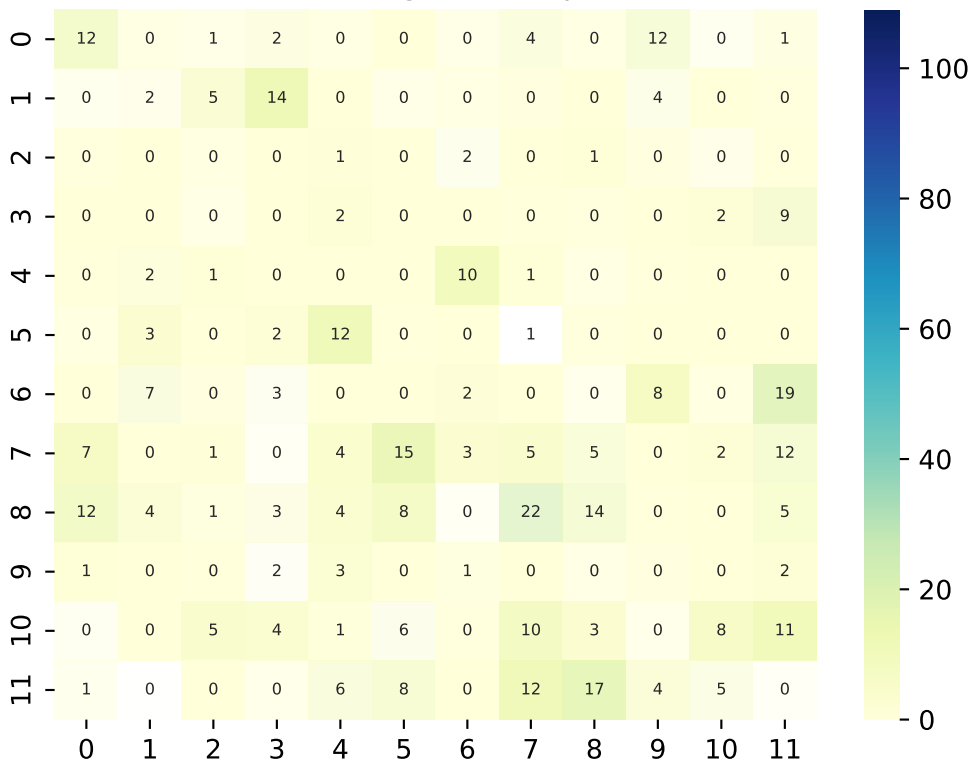 0 12 0 1 2 0 0 0 4 0 12 0 1
1 0 2 5 14 0 0 0 0 0 4 0 0
2 0 0 0 0 1 0 2 0 1 0 0 0
3 0 0 0 0 2 0 0 0 0 0 2 9
4 0 2 1 0 0 0 10 1 0 0 0 0
5 0 3 0 2 12 0 0 1 0 0 0 0
6 0 7 0 3 0 0 2 0 0 8 0 19
7 7 0 1 0 4 15 3 5 5 0 2 12
8 12 4 1 3 4 8 0 22 14 0 0 5
9 1 0 0 2 3 0 1 0 0 0 0 2
10 0 0 5 4 1 6 0 10 3 0 8 11
11 1 0 0 0 6 8 0 12 17 4 5 0
0 1 2 3 4 5 6 7 8 9 10 11
100
80
60
40
20
0